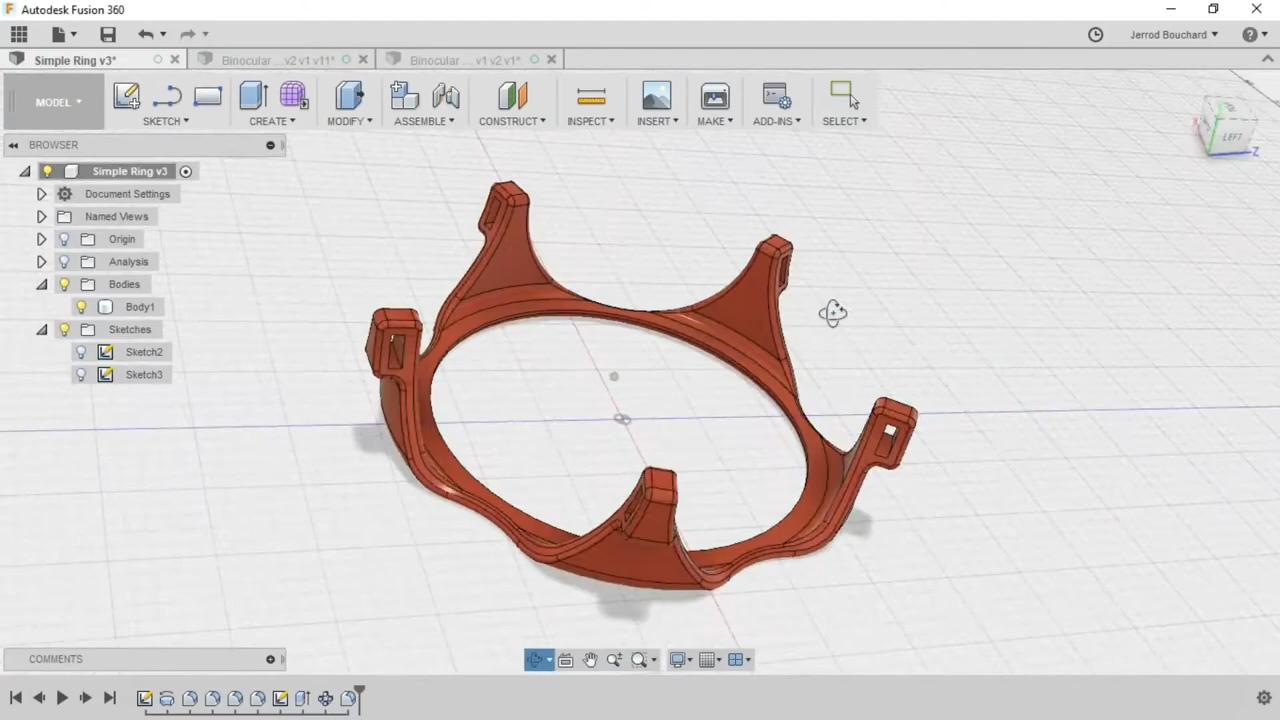 Autodesk Fusion 360
Jerrod Bouchard
Simple Ring v3*
Binocular ...v2 v1 v11*
Binocular ... v1 v2*
MODEL
SKETCH
CREATE
MODIFY
ASSEMBLE
CONSTRUCT
INSPECT
INSERT
MAKE
ADD-INS
SELECT
BROWSER
Simple Ring v3
Document Settings
Named Views
Origin
Analysis
Bodies
Body1
Sketches
Sketch2
Sketch3
LEFT
Z
COMMENTS